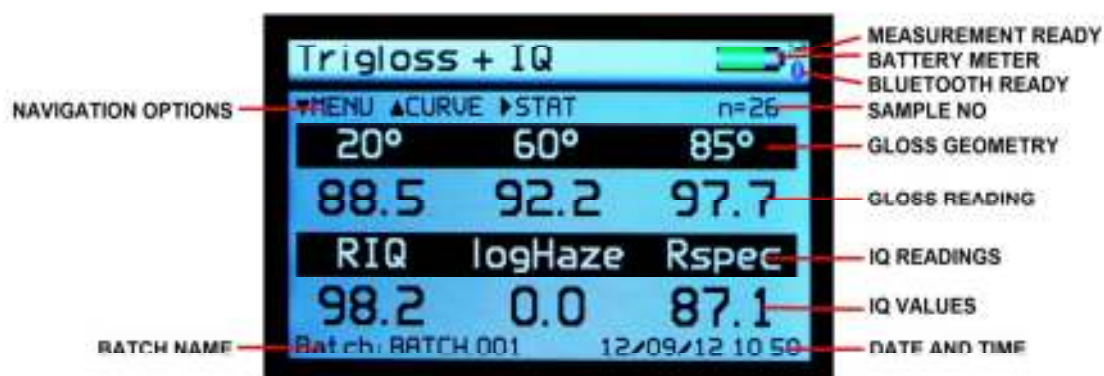 MEASUREMENT READY
Trigloss + IQ
BATTERY METER
BLUETOOTH READY
NAVIGATION OPTIONS
▼MENU ▲CURVE ▶STAT n=26
SAMPLE NO
20° 60° 85°
GLOSS GEOMETRY
88.5 92.2 97.7
GLOSS READING
RIQ logHaze Rspec
IQ READINGS
98.2 0.0 87.1
IQ VALUES
BATCH NAME
Batch: BATCH 001 12/09/12 10 50
DATE AND TIME